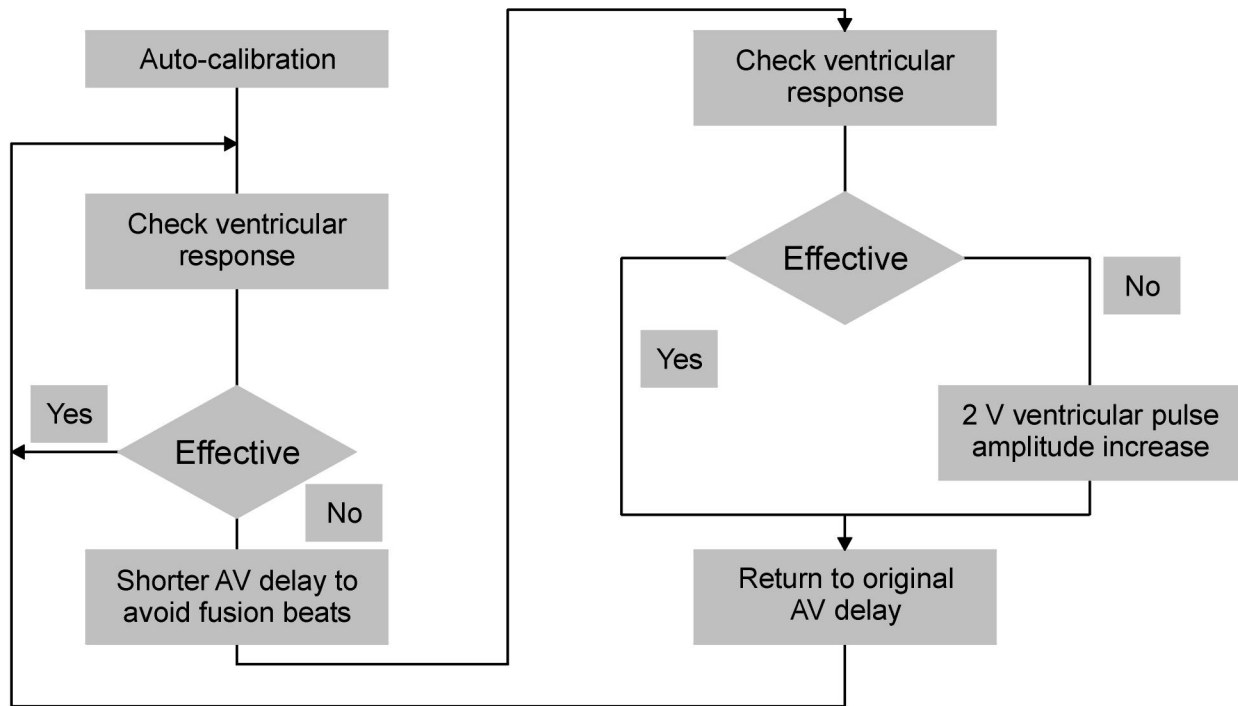 Auto-calibration
Check ventricular
response
Effective
Yes
No
Shorter AV delay to
avoid fusion beats
Check ventricular
response
Effective
Yes
No
2 V ventricular pulse
amplitude increase
Return to original
AV delay